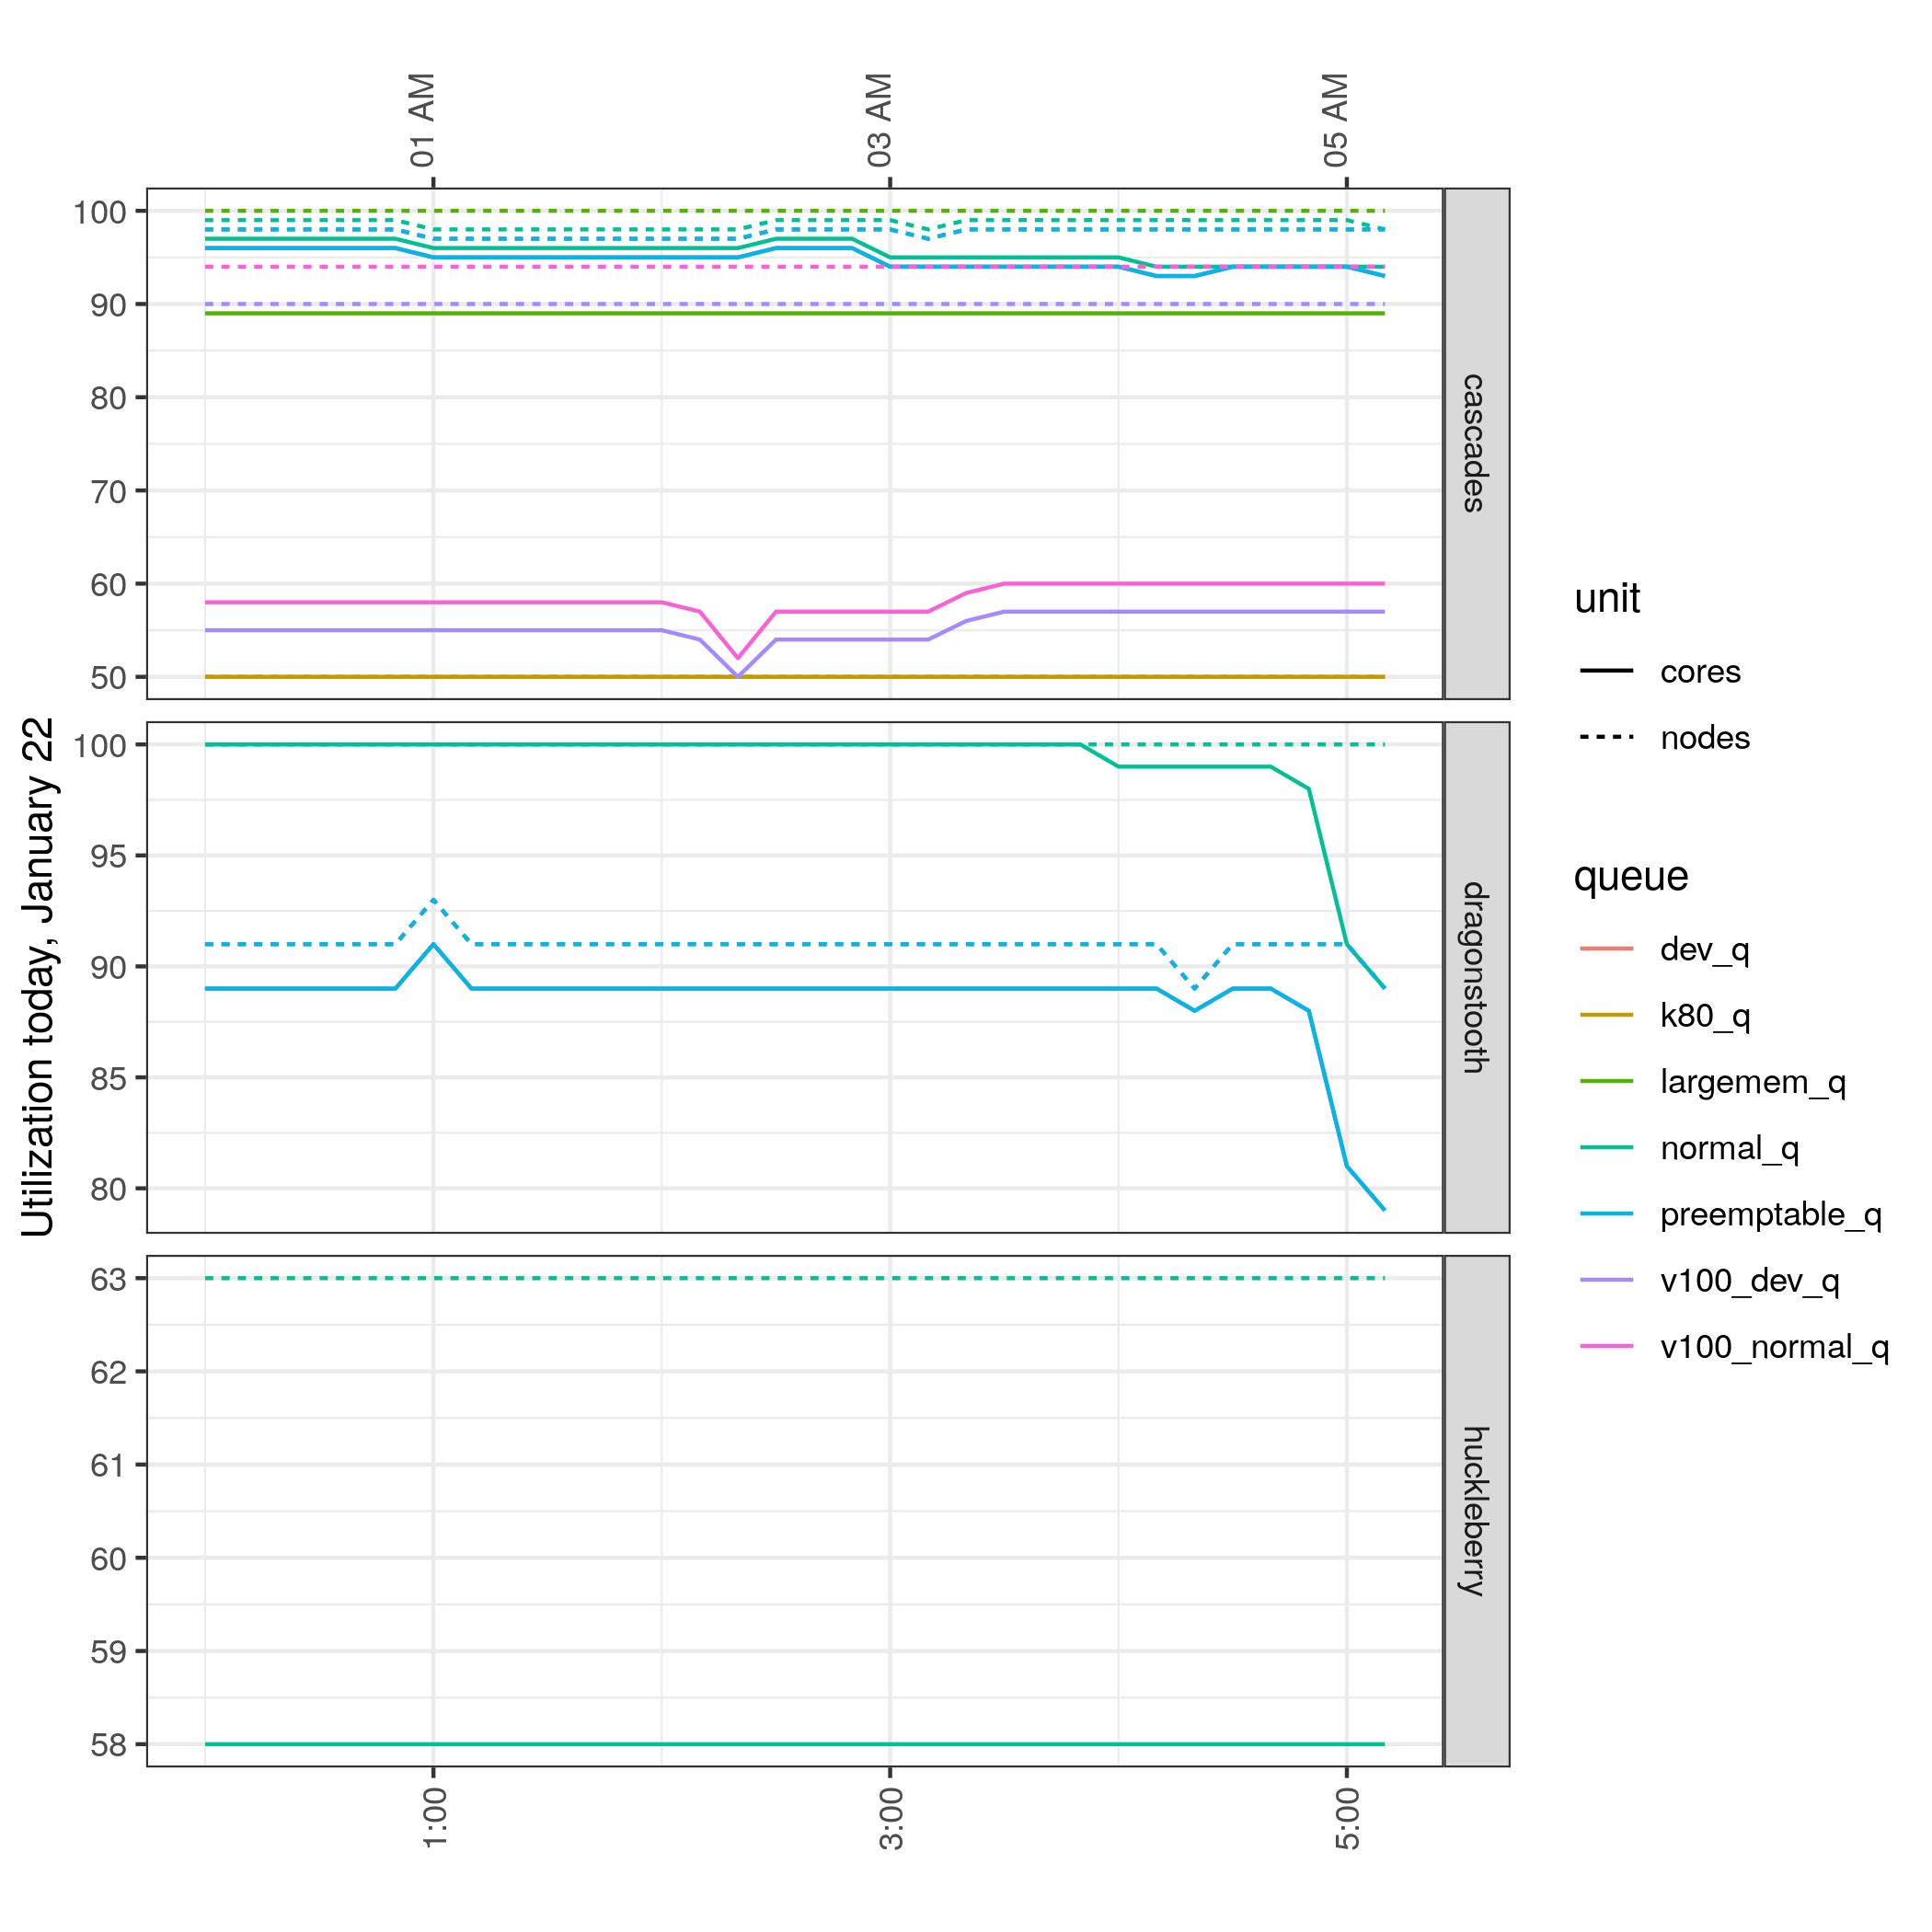 01 AM
03 AM
05 AM
Utilization today, January 22
100
90
80
70
60
50
cascades
100
95
90
85
80
dragonstooth
63
62
61
60
59
58
huckleberry
1:00
3:00
5:00
unit
cores
nodes
queue
dev_q
k80_q
largemem_q
normal_q
preemptable_q
v100_dev_q
v100_normal_q